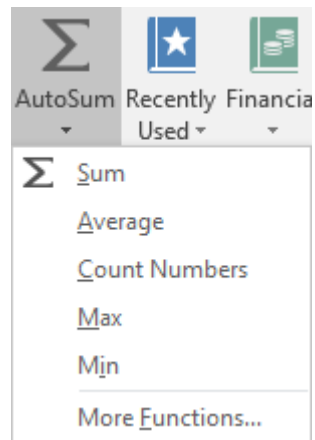 AutoSum Recently Financia
Used
Sum
Average
Count Numbers
Max
Min
More Functions...